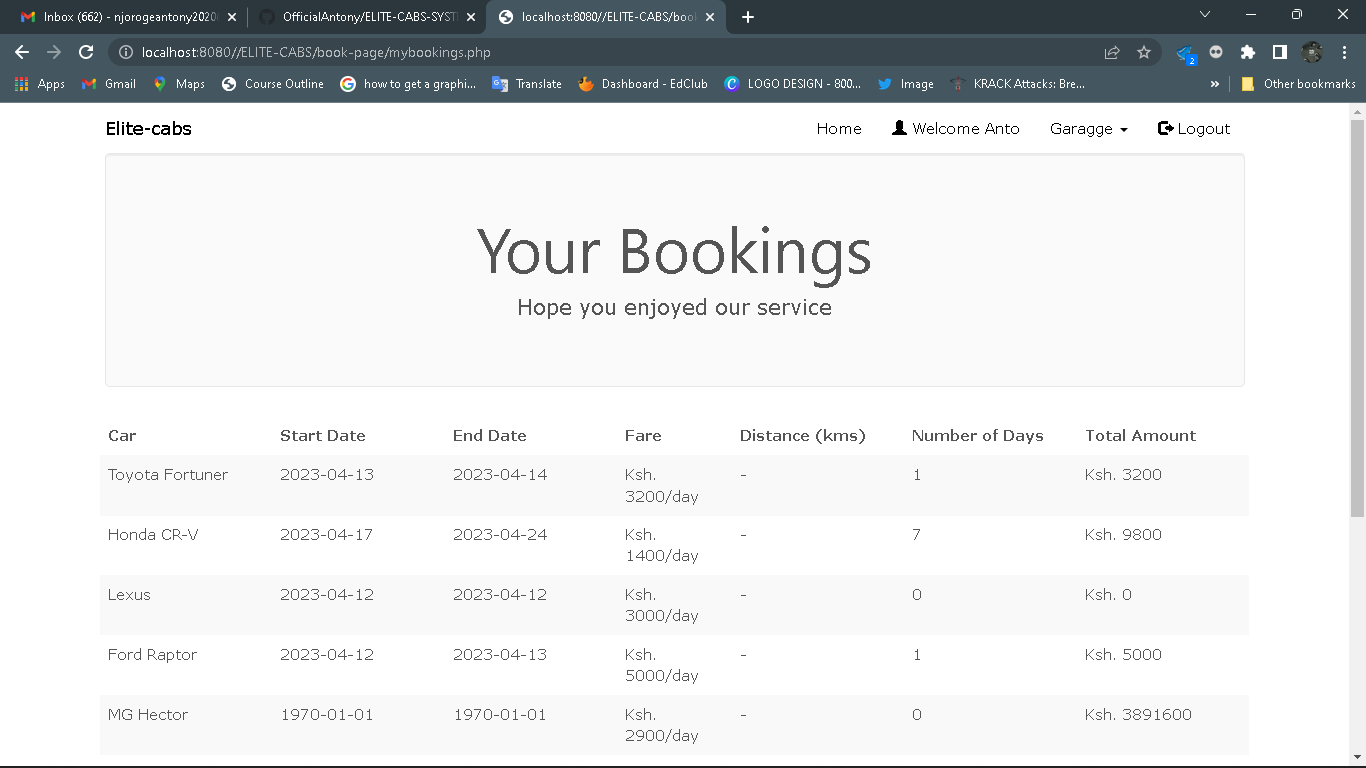 Inbox (662) - njorogeantony2020
OfficialAntony/ELITE-CABS-SYST
localhost:8080//ELITE-CABS/boo
localhost:8080//ELITE-CABS/book-page/mybookings.php
2
Apps Gmail Maps Course Outline how to get a graphi... Translate Dashboard - EdClub LOGO DESIGN - 800... Image KRACK Attacks: Bre... » Other bookmarks
Elite-cabs Home Welcome Anto Garagge Logout
Your Bookings
Hope you enjoyed our service
Car Start Date End Date Fare Distance (kms) Number of Days Total Amount
Toyota Fortuner 2023-04-13 2023-04-14 Ksh. 3200/day - 1 Ksh. 3200
Honda CR-V 2023-04-17 2023-04-24 Ksh. 1400/day - 7 Ksh. 9800
Lexus 2023-04-12 2023-04-12 Ksh. 3000/day - 0 Ksh. 0
Ford Raptor 2023-04-12 2023-04-13 Ksh. 5000/day - 1 Ksh. 5000
MG Hector 1970-01-01 1970-01-01 Ksh. 2900/day - 0 Ksh. 3891600